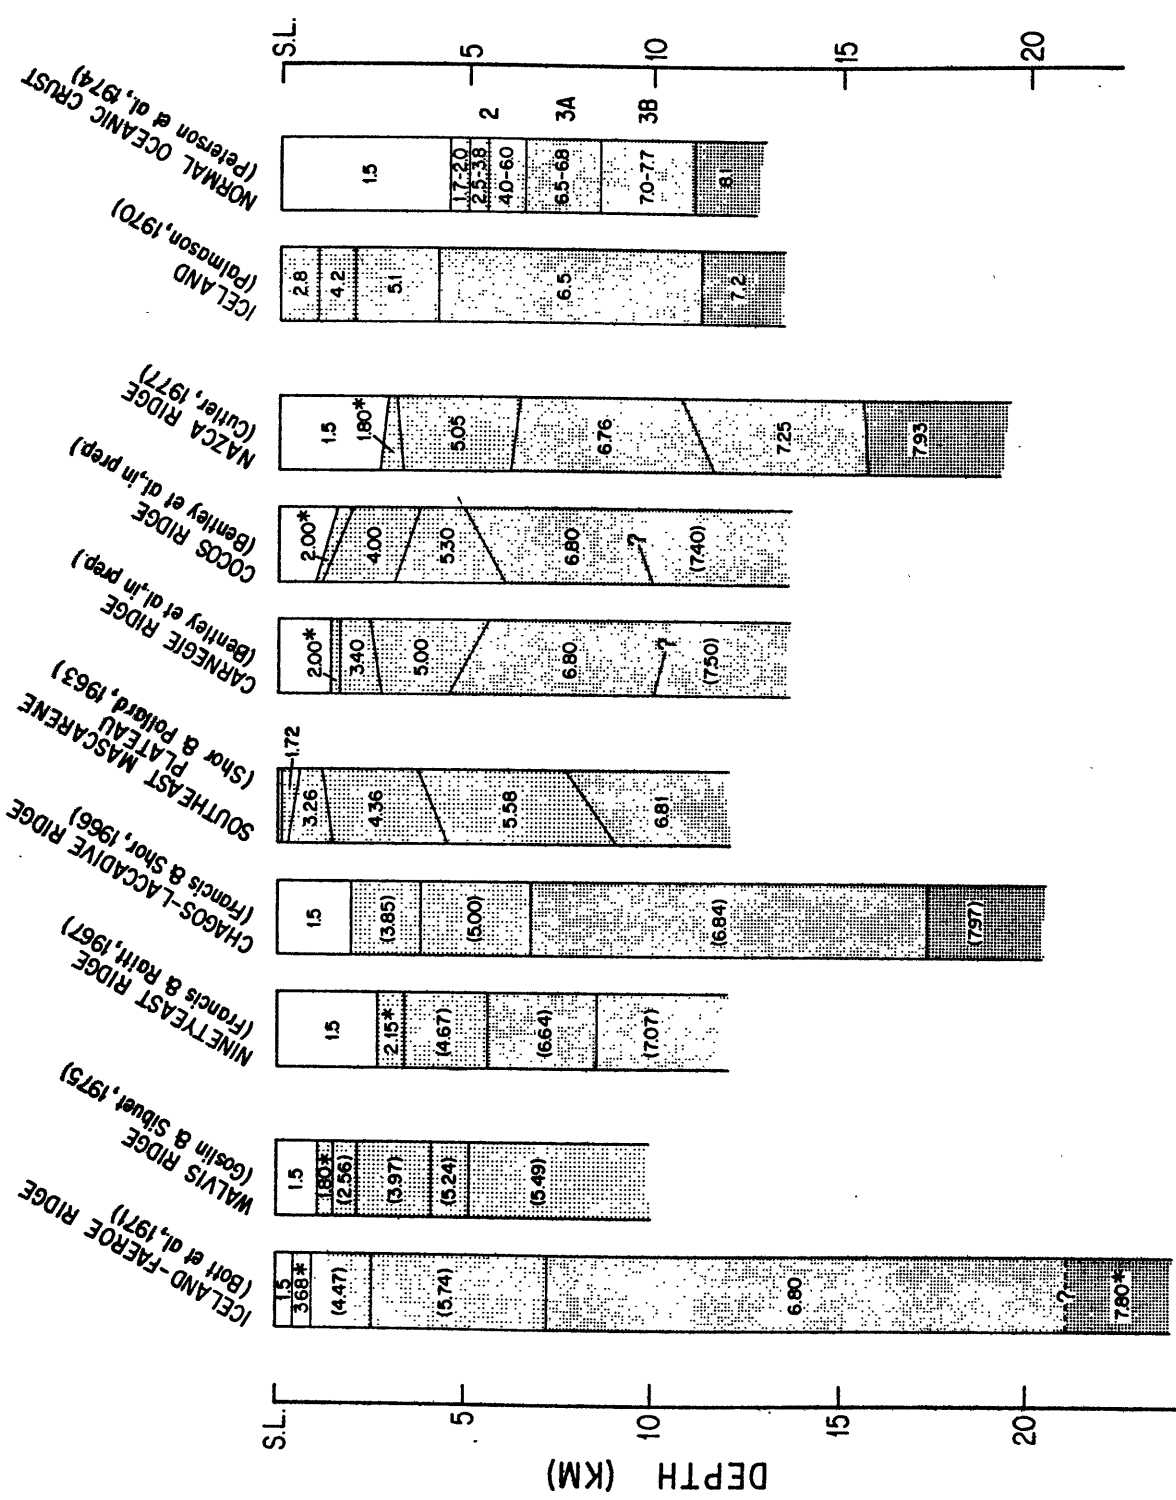 DEPTH (KM)
S.L.
5
10
15
20
ICELAND-FAEROE RIDGE
(Bott et al, 1971)
1.5
3.68*
(4.47)
(5.74)
6.80
?
7.80*
WALVIS RIDGE
(Goslin & Sibuet, 1975)
1.5
1.80*
(2.56)
(3.97)
(5.24)
(5.49)
NINETYEAST RIDGE
(Francis & Raitt, 1967)
1.5
2.15*
(4.67)
(6.64)
(7.07)
CHAGOS-LACCADIVE RIDGE
(Francis & Shor, 1966)
1.5
(3.85)
(5.00)
(6.84)
(7.97)
SOUTHEAST MASCARENE
PLATEAU
(Shor & Pollard, 1963)
1.72
3.26
4.36
5.58
6.81
CARNEGIE RIDGE
(Bentley et al, in prep.)
2.00*
3.40
5.00
6.80
?
(7.50)
COCOS RIDGE
(Bentley et al, in prep.)
2.00*
4.00
5.30
6.80
?
(7.40)
NAZCA RIDGE
(Cutler, 1977)
1.5
1.80*
5.05
6.76
7.25
7.93
ICELAND
(Palmason, 1970)
2.8
4.2
5.1
6.5
7.2
NORMAL OCEANIC CRUST
(Peterson et al., 1974)
1.5
1.7-2.0
2.5-3.8
4.0-6.0
6.5-6.8
7.0-7.7
8.1
2
3A
3B
S.L.
5
10
15
20